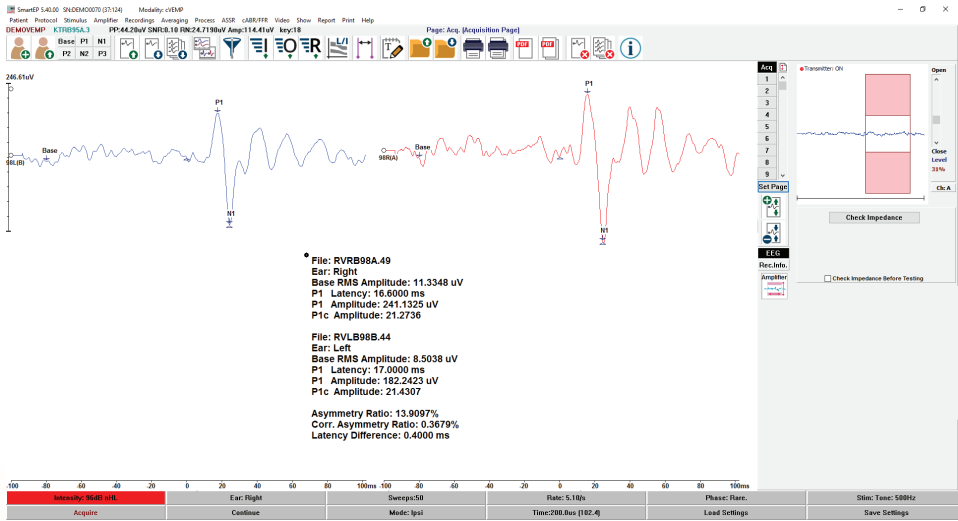 SmartEP 5.40.00 SN:DEMO0070 (37:124) Modality: cVEMP
Patient Protocol Stimulus Amplifier Recordings Averaging Process ASSR cABR/FFR Video Show Report Print Help
DEMOVEMP KTRB95A.3 PP:44.20uV SNR:0.10 RN:24.7190uV Amp:114.41uV key:18 Page: Acq. [Acquisition Page]
Base P1 N1
P2 N2 P3
T
I O R
L/I
T
PDF PDF
246.61uV
P1
Base
98L(B)
N1
P1
98R(A)
Base
N1
File: RVRB98A.49
Ear: Right
Base RMS Amplitude: 11.3348 uV
P1 Latency: 16.6000 ms
P1 Amplitude: 241.1325 uV
P1c Amplitude: 21.2736
File: RVLB98B.44
Ear: Left
Base RMS Amplitude: 8.5038 uV
P1 Latency: 17.0000 ms
P1 Amplitude: 182.2423 uV
P1c Amplitude: 21.4307
Asymmetry Ratio: 13.9097%
Corr. Asymmetry Ratio: 0.3679%
Latency Difference: 0.4000 ms
-100 -80 -60 -40 -20 0 20 40 60 80 100ms
-100 -80 -60 -40 -20 0 20 40 60 80 100ms
Acq
1
2
3
4
5
6
7
8
9
Set Page
EEG
Rec.Info.
Amplifier
Transmitter: ON
Open
Close
Level
38%
Clc A
Check Impedance
Check Impedance Before Testing
Intensity: 96dB nHL Ear: Right Sweeps:50 Rate: 5.10/s Phase: Rare. Stim: Tone: 500Hz
Acquire Continue Mode: Ipsi Time:200.0us (102.4) Load Settings Save Settings